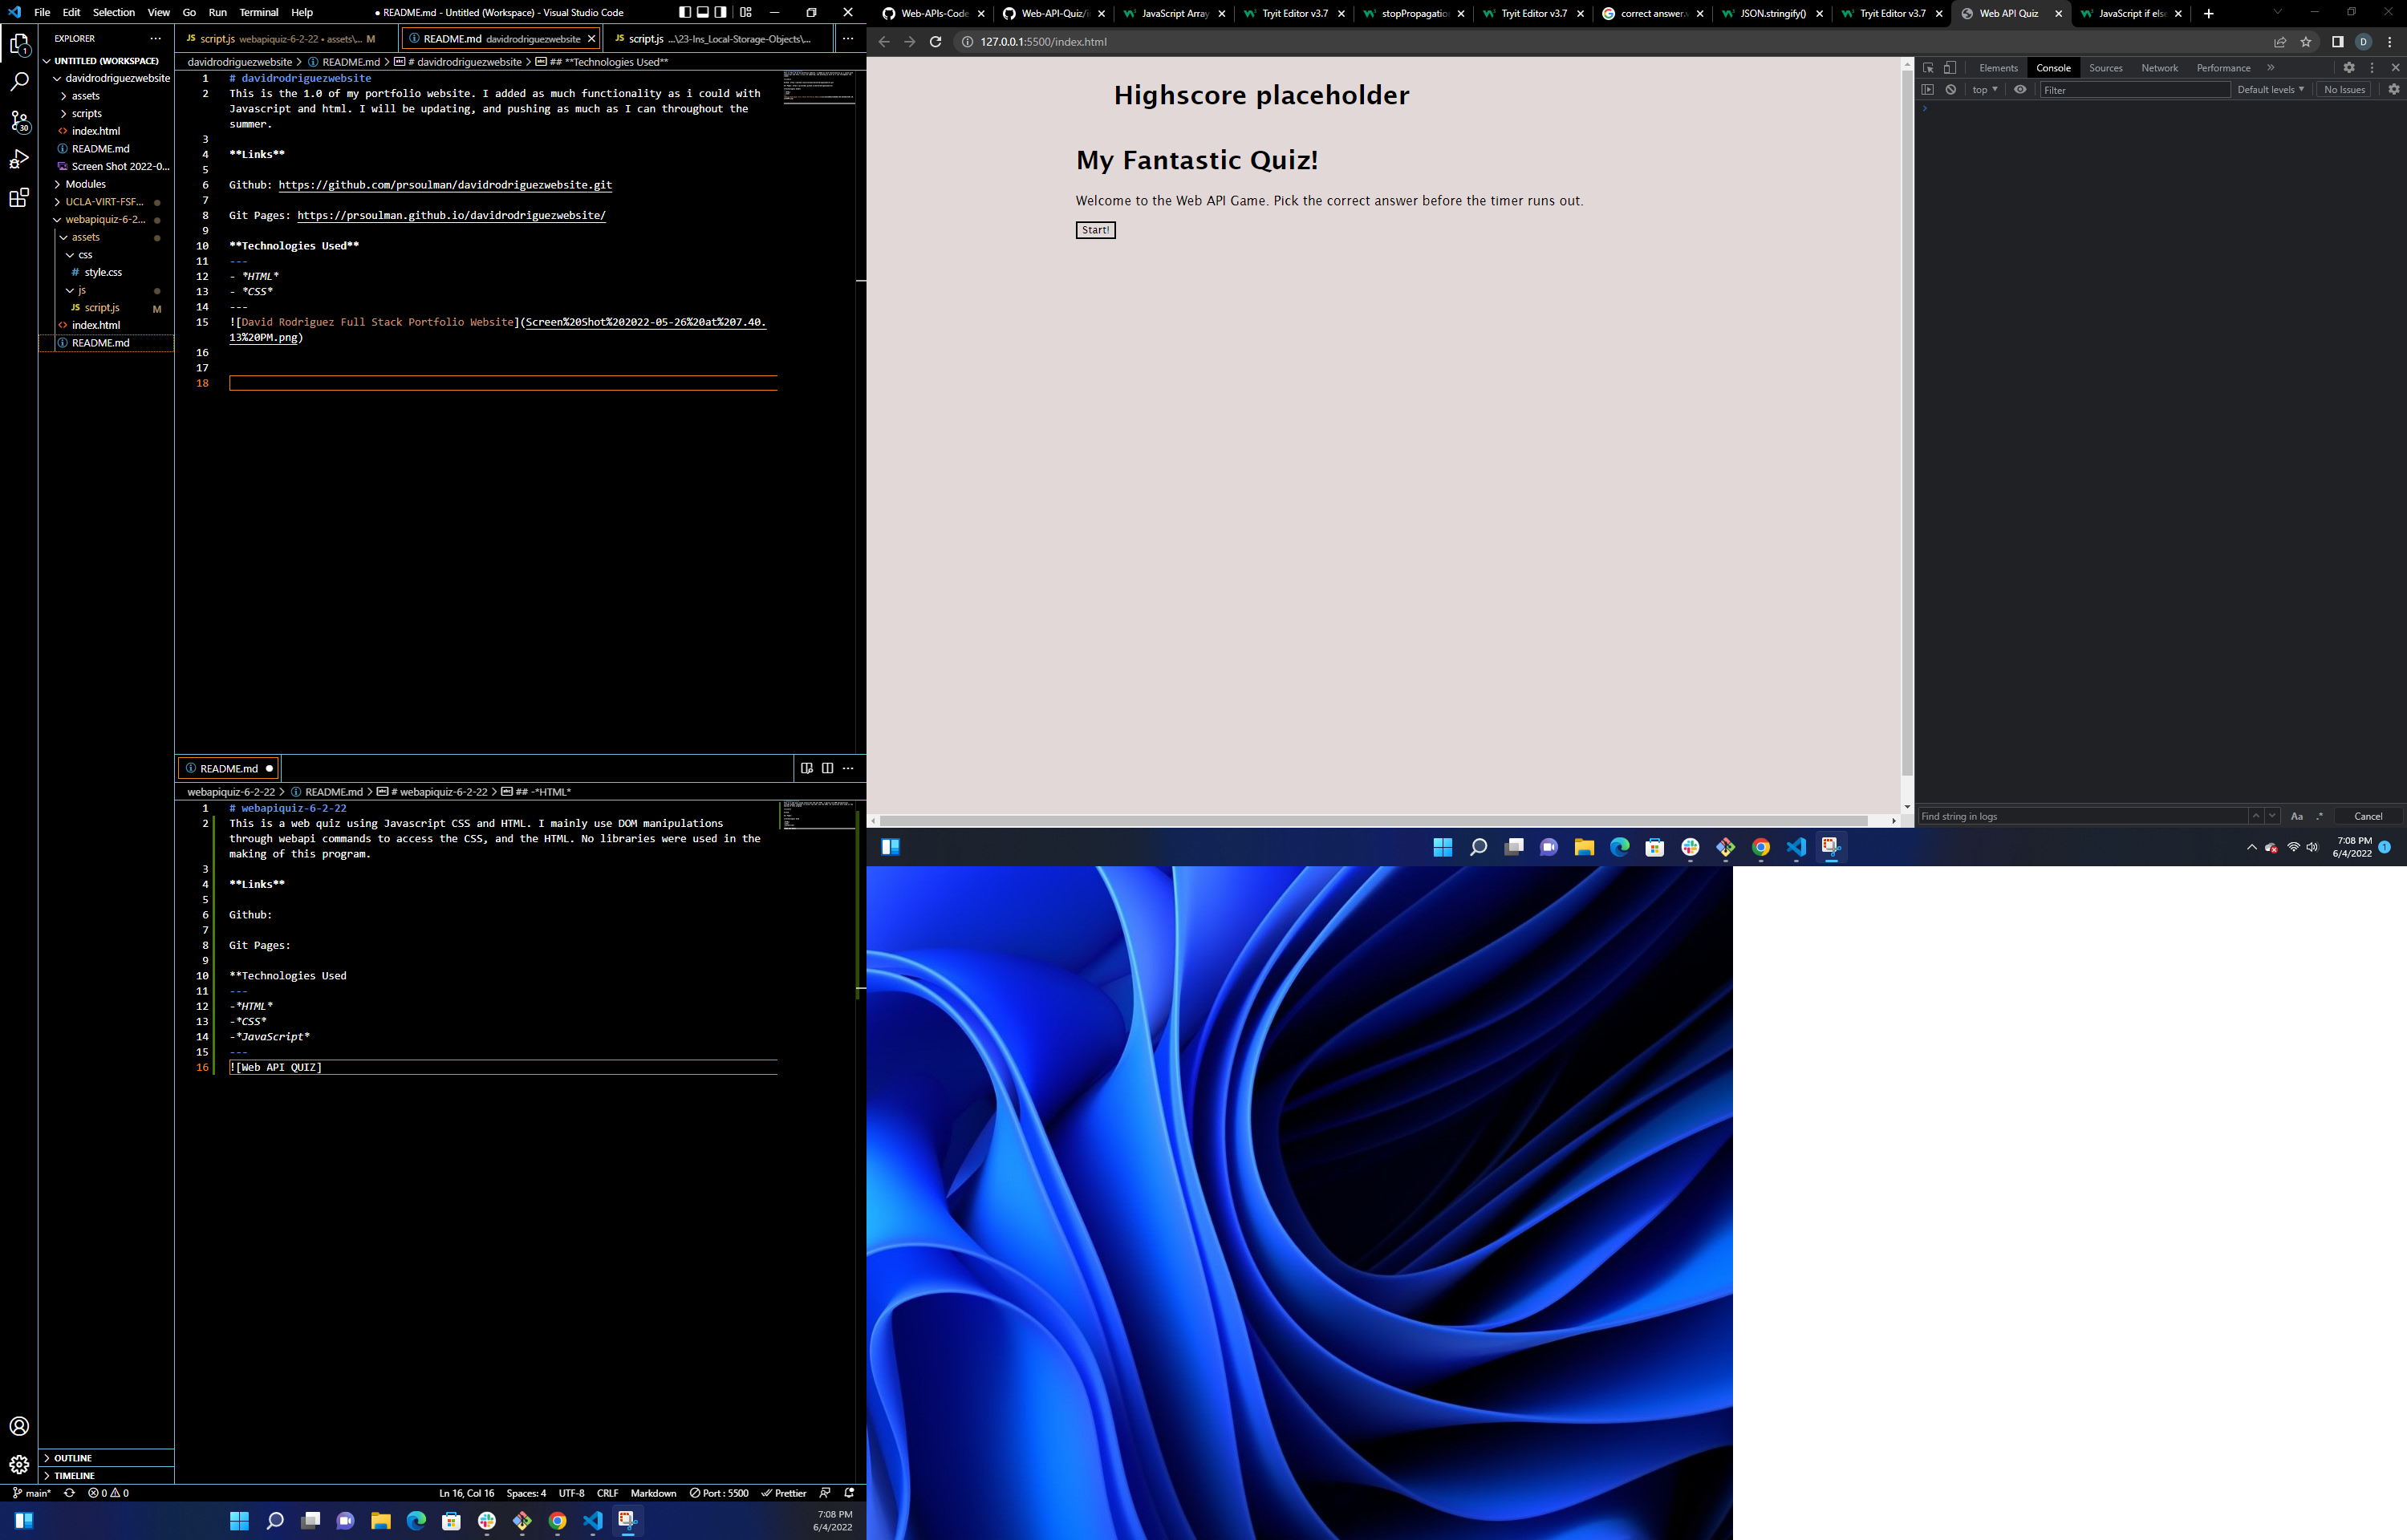 File Edit Selection View Go Run Terminal Help
● README.md - Untitled (Workspace) - Visual Studio Code
EXPLORER
UNTITLED (WORKSPACE)
davidrodriguezwebsite
assets
scripts
index.html
README.md
Screen Shot 2022-0...
Modules
UCLA-VIRT-FSF...
webapiquiz-6-2...
assets
css
# style.css
js
JS script.js M
index.html
README.md
OUTLINE
TIMELINE
1
30
JS script.js webapiquiz-6-2-22 • assets\... M
README.md davidrodriguezwebsite
JS script.js ...\23-Ins_Local-Storage-Objects\...
davidrodriguezwebsite > README.md > # davidrodriguezwebsite > ## **Technologies Used**
1 # davidrodriguezwebsite
2 This is the 1.0 of my portfolio website. I added as much functionality as i could with
Javascript and html. I will be updating, and pushing as much as I can throughout the
summer.
3
4 **Links**
5
6 Github: https://github.com/prsoulman/davidrodriguezwebsite.git
7
8 Git Pages: https://prsoulman.github.io/davidrodriguezwebsite/
9
10 **Technologies Used**
11 ---
12 - *HTML*
13 - *CSS*
14 ---
15 ![David Rodriguez Full Stack Portfolio Website](Screen%20Shot%202022-05-26%20at%207.40.
13%20PM.png)
16
17
18
README.md
webapiquiz-6-2-22 > README.md > # webapiquiz-6-2-22 > ## -*HTML*
1 # webapiquiz-6-2-22
2 This is a web quiz using Javascript CSS and HTML. I mainly use DOM manipulations
through webapi commands to access the CSS, and the HTML. No libraries were used in the
making of this program.
3
4 **Links**
5
6 Github:
7
8 Git Pages:
9
10 **Technologies Used
11 ---
12 -*HTML*
13 -*CSS*
14 -*JavaScript*
15 ---
16 ![Web API QUIZ]
main* 0 0 Ln 16, Col 16 Spaces: 4 UTF-8 CRLF Markdown Port : 5500 Prettier
7:08 PM
6/4/2022
Web-APIs-Code
Web-API-Quiz/i
JavaScript Array
Tryit Editor v3.7
stopPropagatio
Tryit Editor v3.7
correct answer.
JSON.stringify()
Tryit Editor v3.7
Web API Quiz
JavaScript if else
127.0.0.1:5500/index.html
D
Highscore placeholder
My Fantastic Quiz!
Welcome to the Web API Game. Pick the correct answer before the timer runs out.
Start!
Elements Console Sources Network Performance
top Filter Default levels No Issues
Find string in logs Aa .* Cancel
7:08 PM
6/4/2022
1